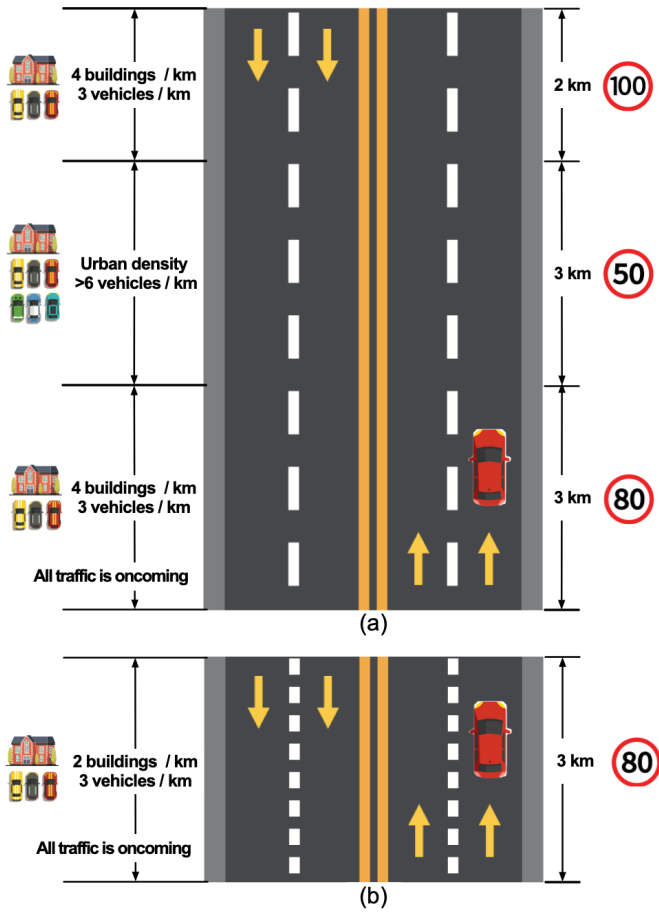 4 buildings / km
3 vehicles / km
2 km
100
Urban density
>6 vehicles / km
3 km
50
4 buildings / km
3 vehicles / km
3 km
80
All traffic is oncoming
(a)
2 buildings / km
3 vehicles / km
3 km
80
All traffic is oncoming
(b)